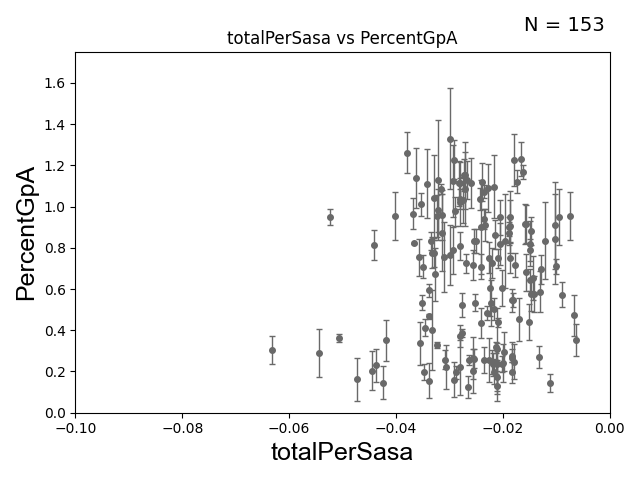 N = 153
totalPerSasa vs PercentGpA
PercentGpA
1.6
1.4
1.2
1.0
0.8
0.6
0.4
0.2
0.0
−0.10 −0.08 −0.06 −0.04 −0.02 0.00
totalPerSasa